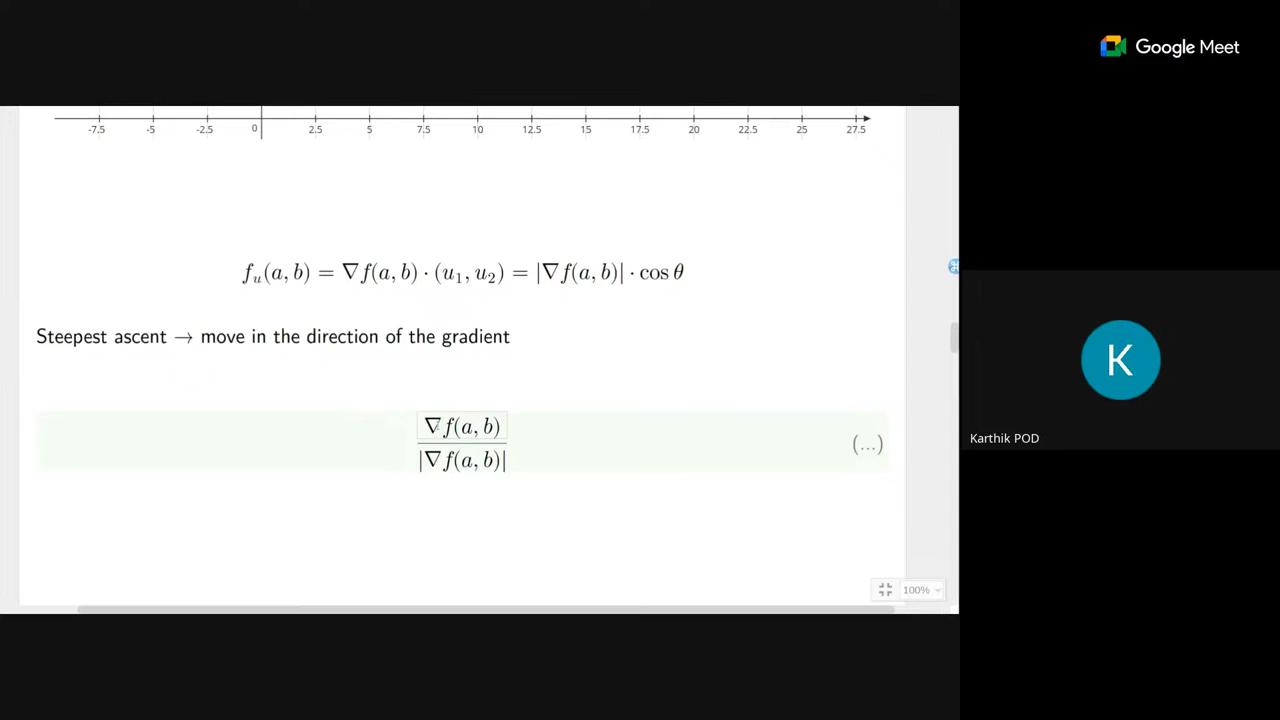 Google Meet
-7.5 -5 -2.5 0 2.5 5 7.5 10 12.5 15 17.5 20 22.5 25 27.5
f_u(a, b) = ∇f(a, b) · (u_1, u_2) = |∇f(a, b)| · cos θ
Steepest ascent → move in the direction of the gradient
∇f(a, b)
|∇f(a, b)|
(...)
K
Karthik POD
100%